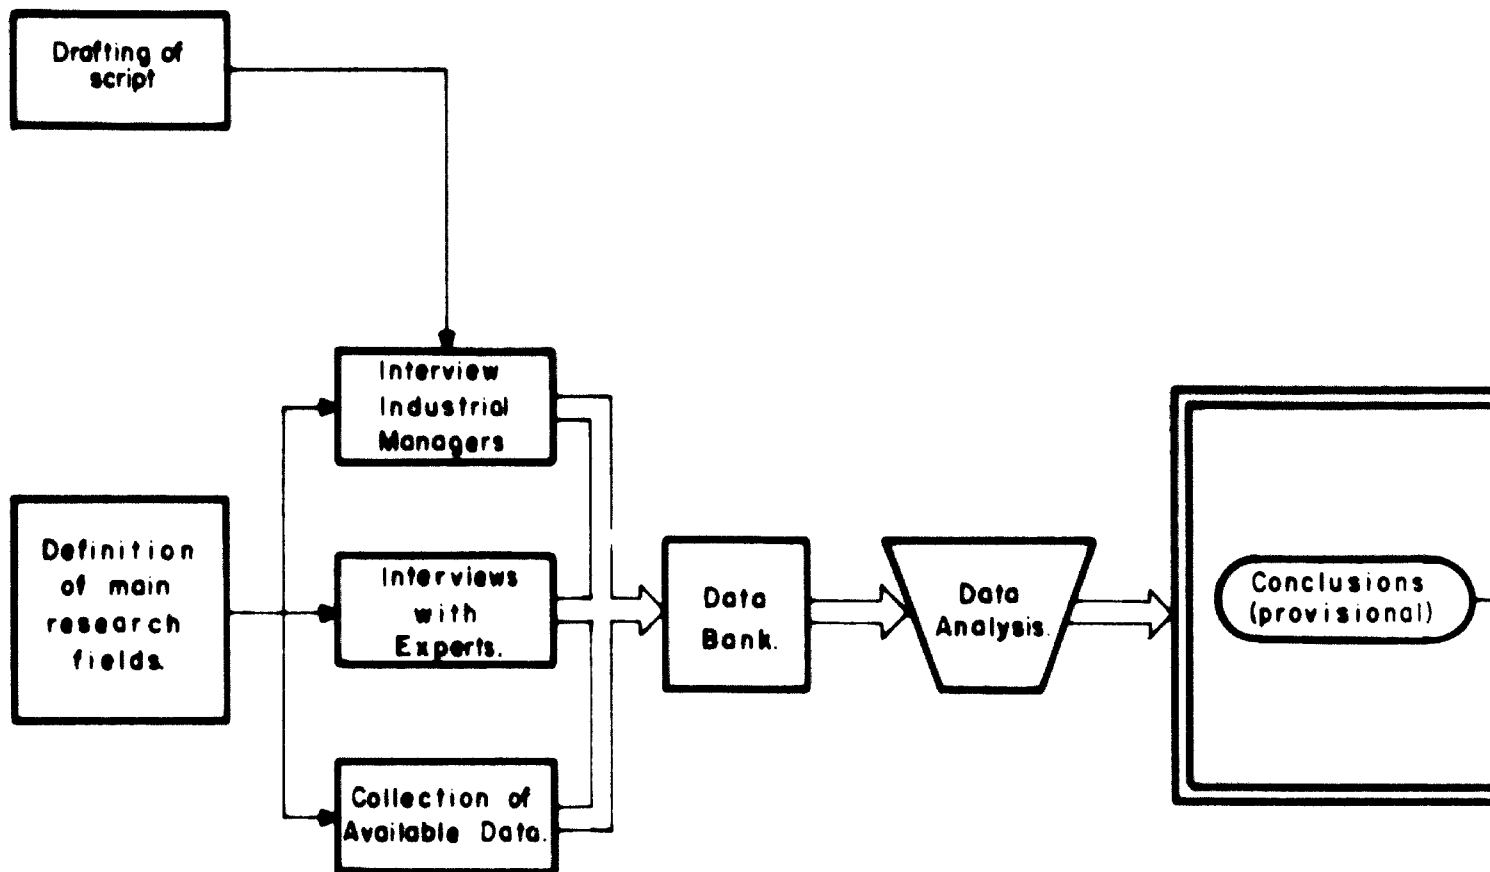 Drafting of
script
Interview
Industrial
Managers
Definition
of main
research
fields.
Interviews
with
Experts.
Collection of
Available Data.
Data
Bank.
Data
Analysis.
Conclusions
(provisional)